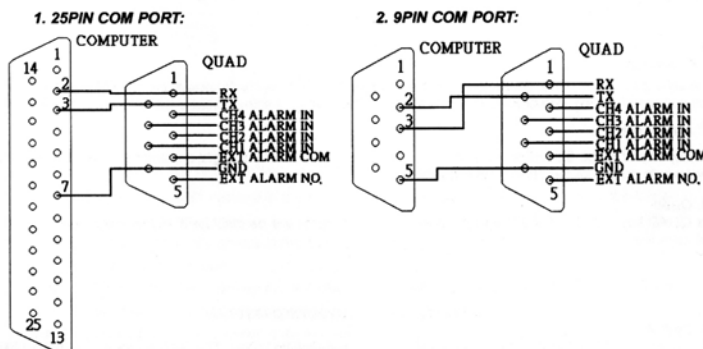 1. 25PIN COM PORT:
COMPUTER
1
14
2
3
7
25
13
QUAD
1
RX
TX
CH4 ALARM IN
CH3 ALARM IN
CH2 ALARM IN
CH1 ALARM IN
EXT ALARM COM
GND
EXT ALARM N.O.
5
2. 9PIN COM PORT:
COMPUTER
1
2
3
5
QUAD
1
RX
TX
CH4 ALARM IN
CH3 ALARM IN
CH2 ALARM IN
CH1 ALARM IN
EXT ALARM COM
GND
EXT ALARM N.O.
5